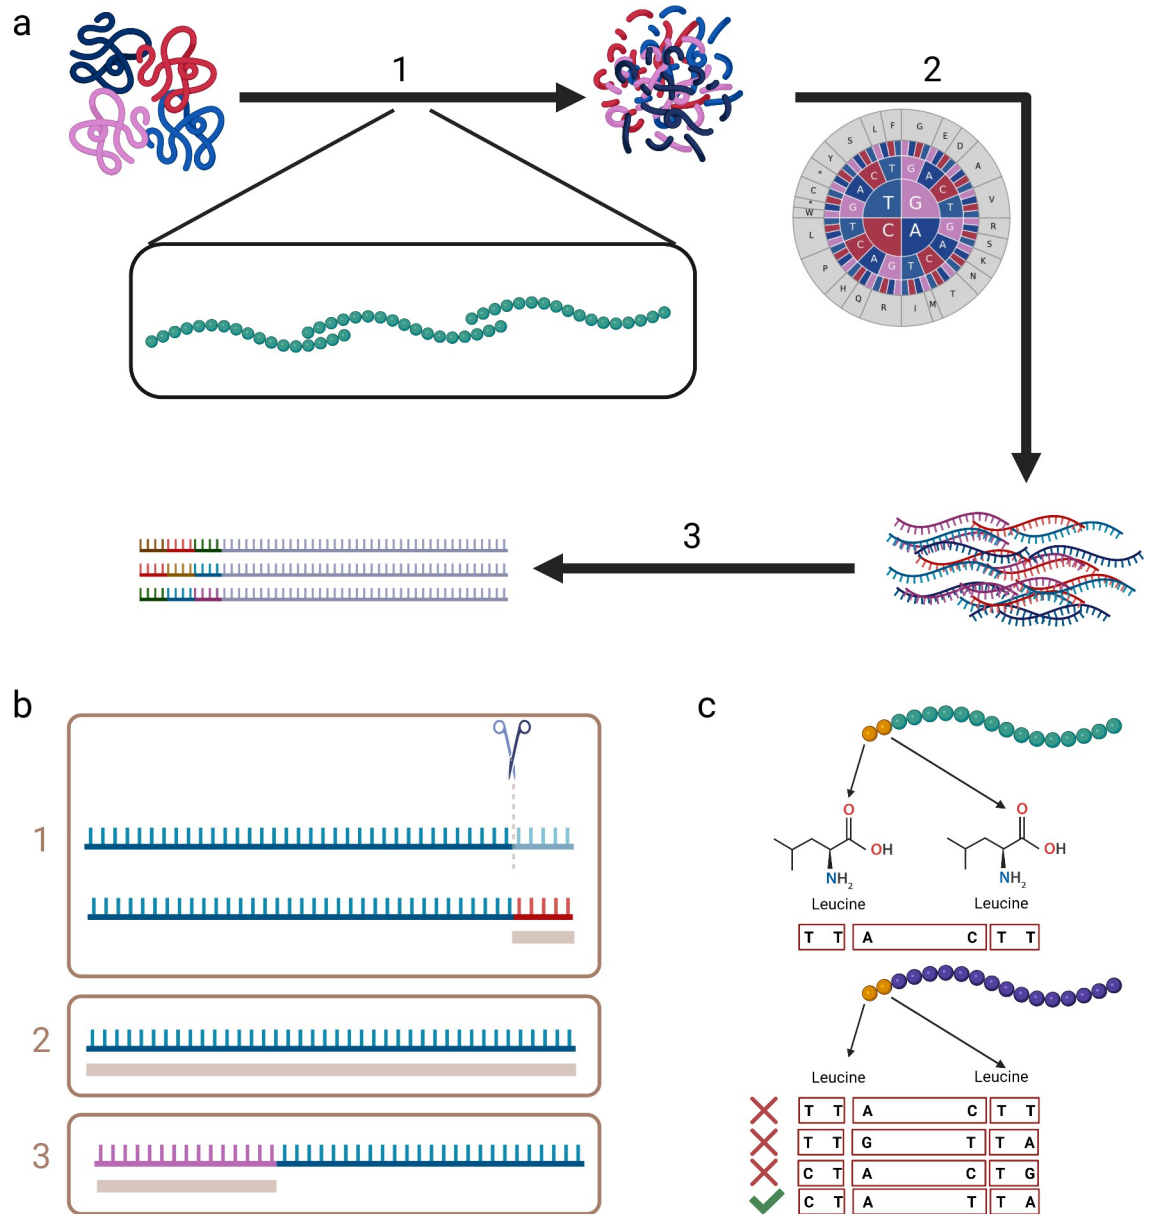 a
1
2
S L F G E D
Y A
*
C V
*
W
L R
S
P K
H N
Q R I M T
A C T G A C
G T
T G
T G
C A
C A
A G T C
3
b
1
2
3
c
O O
OH OH
NH2 NH2
Leucine Leucine
T T A C T T
Leucine Leucine
T T A C T T
T T G T T A
C T A C T G
C T A T T A